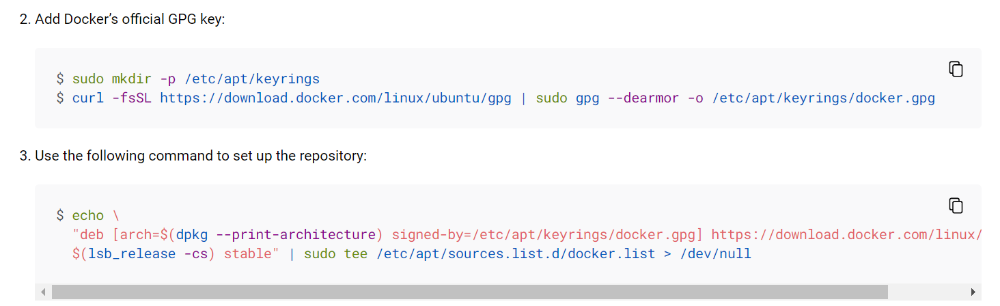 2. Add Docker’s official GPG key:
$ sudo mkdir -p /etc/apt/keyrings
$ curl -fsSL https://download.docker.com/linux/ubuntu/gpg | sudo gpg --dearmor -o /etc/apt/keyrings/docker.gpg
3. Use the following command to set up the repository:
$ echo \
"deb [arch=$(dpkg --print-architecture) signed-by=/etc/apt/keyrings/docker.gpg] https://download.docker.com/linux/
$(lsb_release -cs) stable" | sudo tee /etc/apt/sources.list.d/docker.list > /dev/null